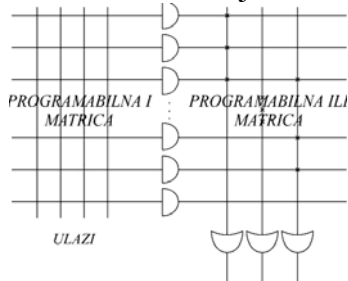 PROGRAMABILNA I
MATRICA
PROGRAMABILNA ILI
MATRICA
ULAZI